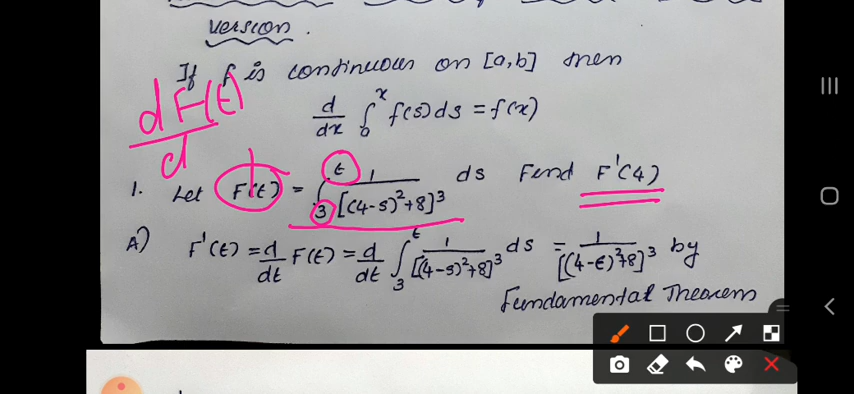 version.
If f is continuous on [a,b] then
d/dx ∫₀ˣ f(s)ds = f(x)
dF(t)
d
1. Let F(t) = ∫₃ᵗ 1/[(4-s)²+8]³ ds Find F'(4)
A) F'(t) = d/dt F(t) = d/dt ∫₃ᵗ 1/[(4-s)²+8]³ ds = 1/[(4-t)²+8]³ by
Fundamental Theorem